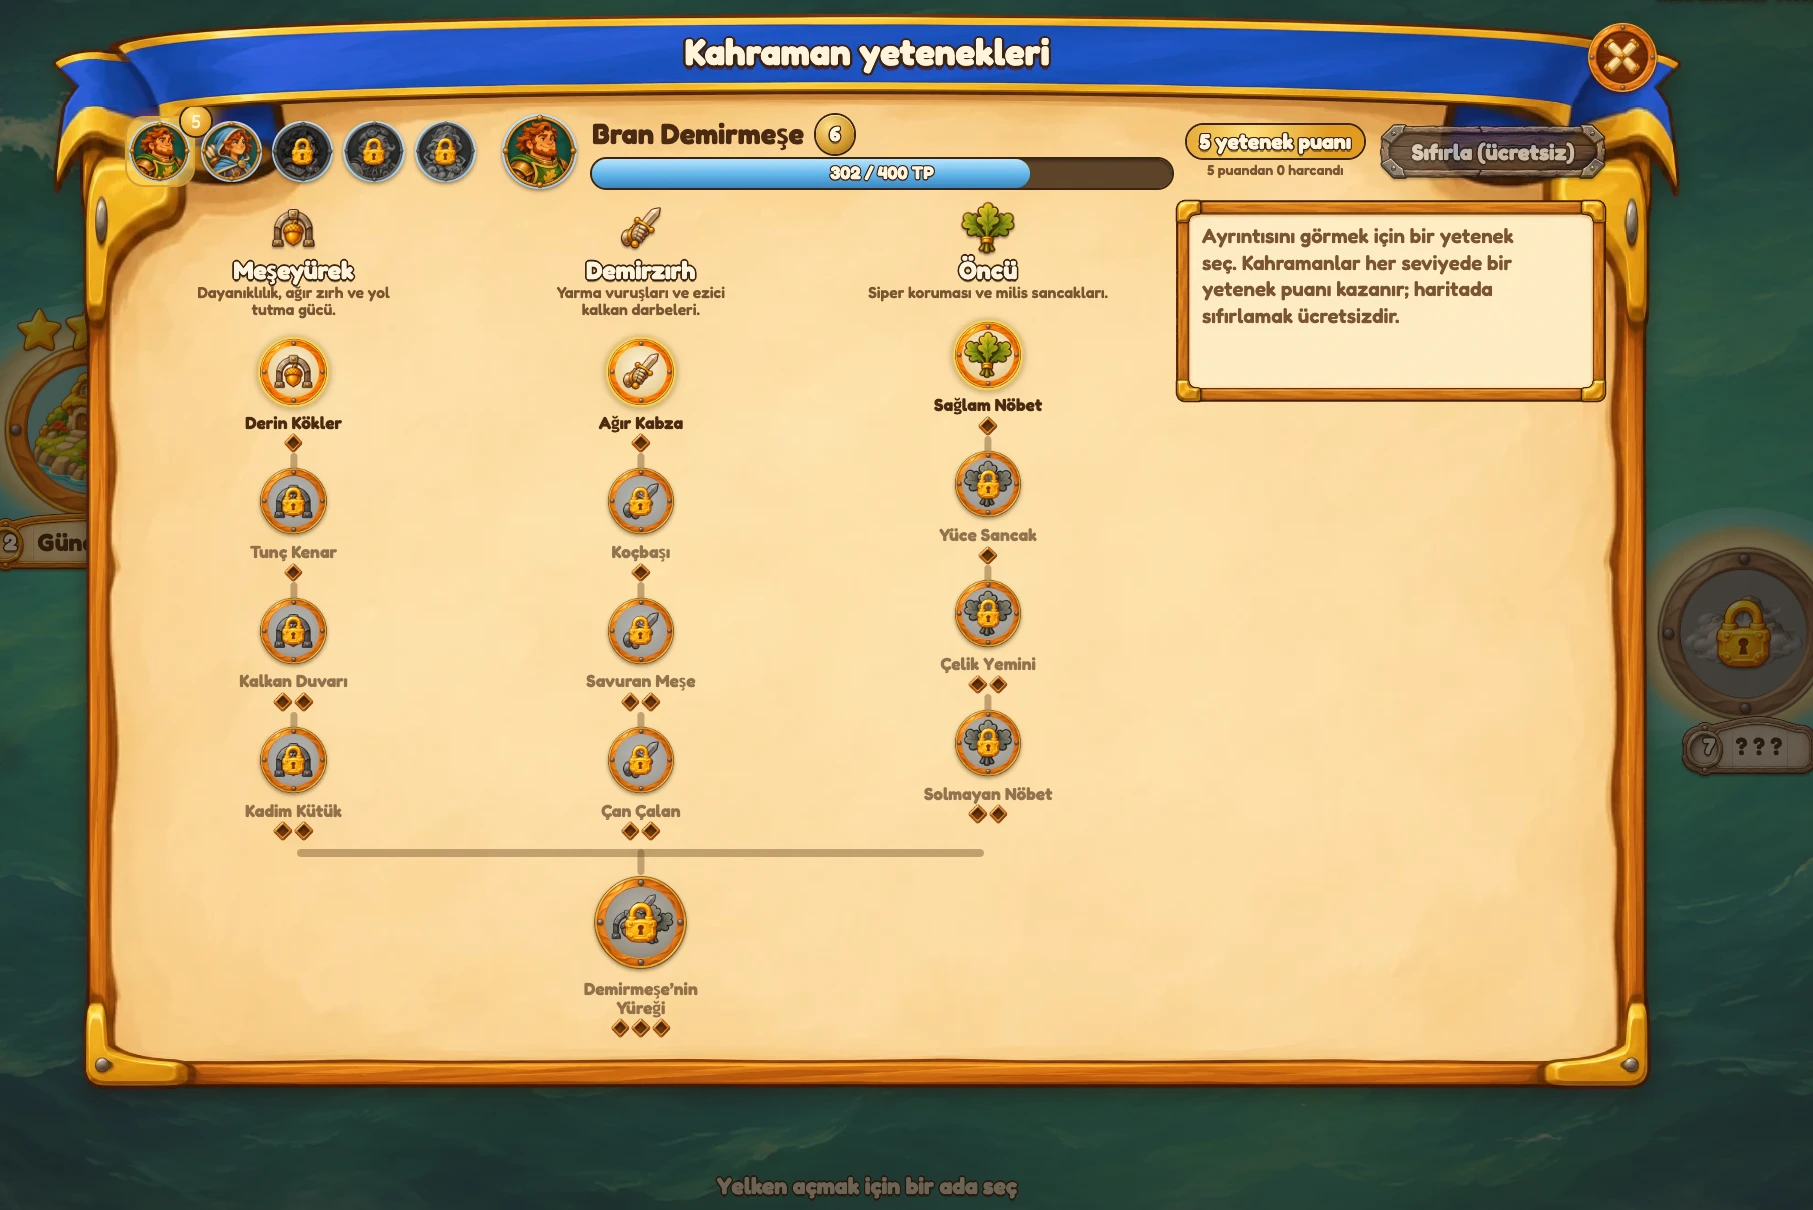 Kahraman yetenekleri
5
Bran Demirmeşe 6
302 / 400 TP
5 yetenek puanı
5 puandan 0 harcandı
Sıfırla (ücretsiz)
Meşeyürek
Dayanıklılık, ağır zırh ve yol
tutma gücü.
Derin Kökler
Tunç Kenar
Kalkan Duvarı
Kadim Kütük
Demirzırh
Yarma vuruşları ve ezici
kalkan darbeleri.
Ağır Kabza
Koçbaşı
Savuran Meşe
Çan Çalan
Öncü
Siper koruması ve milis sancakları.
Sağlam Nöbet
Yüce Sancak
Çelik Yemini
Solmayan Nöbet
Demirmeşe'nin
Yüreği
Ayrıntısını görmek için bir yetenek
seç. Kahramanlar her seviyede bir
yetenek puanı kazanır; haritada
sıfırlamak ücretsizdir.
2
7 ???
Yelken açmak için bir ada seç